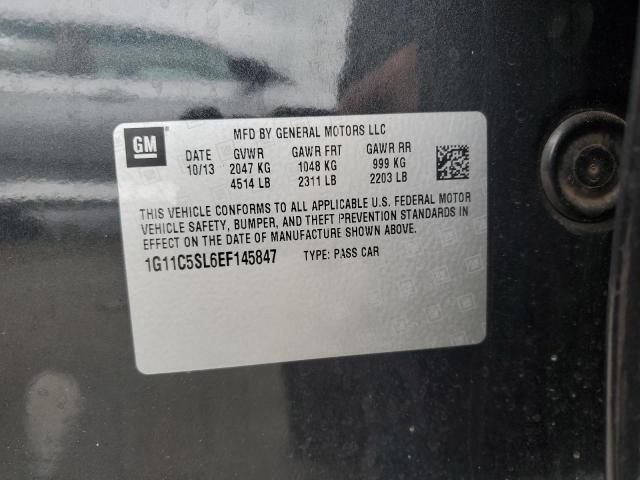 GM
MFD BY GENERAL MOTORS LLC
DATE GVWR GAWR FRT GAWR RR
10/13 2047 KG 1048 KG 999 KG
4514 LB 2311 LB 2203 LB
THIS VEHICLE CONFORMS TO ALL APPLICABLE U.S. FEDERAL MOTOR
VEHICLE SAFETY, BUMPER, AND THEFT PREVENTION STANDARDS IN
EFFECT ON THE DATE OF MANUFACTURE SHOWN ABOVE.
1G11C5SL6EF145847 TYPE: PASS CAR